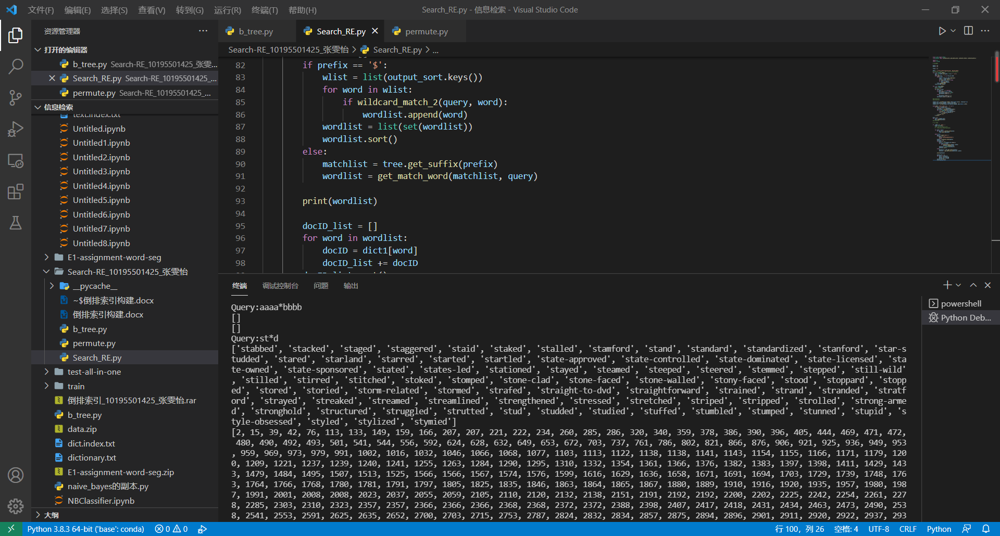 文件(F) 编辑(E) 选择(S) 查看(V) 转到(G) 运行(R) 终端(T) 帮助(H) Search_RE.py - 信息检索 - Visual Studio Code
资源管理器
打开的编辑器
b_tree.py Search-RE_10195501425_张雯...
Search_RE.py Search-RE_10195501425_...
permute.py Search-RE_10195501425_...
信息检索
text.index.txt
Untitled.ipynb
Untitled1.ipynb
Untitled2.ipynb
Untitled3.ipynb
Untitled4.ipynb
Untitled5.ipynb
Untitled6.ipynb
Untitled7.ipynb
Untitled8.ipynb
E1-assignment-word-seg
Search-RE_10195501425_张雯怡
__pycache__
~$倒排索引构建.docx
倒排索引构建.docx
b_tree.py
permute.py
Search_RE.py
test-all-in-one
train
倒排索引_10195501425_张雯怡.rar
b_tree.py
data.zip
dict.index.txt
dictionary.txt
E1-assignment-word-seg.zip
naive_bayes的副本.py
NBClassifier.ipynb
大纲
b_tree.py Search_RE.py permute.py
Search-RE_10195501425_张雯怡 > Search_RE.py > ...
82 if prefix == '$':
83 wlist = list(output_sort.keys())
84 for word in wlist:
85 if wildcard_match_2(query, word):
86 wordlist.append(word)
87 wordlist = list(set(wordlist))
88 wordlist.sort()
89 else:
90 matchlist = tree.get_suffix(prefix)
91 wordlist = get_match_word(matchlist, query)
92
93 print(wordlist)
94
95 docID_list = []
96 for word in wordlist:
97 docID = dict1[word]
98 docID_list += docID
终端 调试控制台 问题 输出
powershell
Python Deb...
Query:aaaa*bbbb
[]
[]
Query:st*d
['stabbed', 'stacked', 'staged', 'staggered', 'staid', 'staked', 'stalled', 'stamford', 'stand', 'standard', 'standardized', 'stanford', 'star-s
tudded', 'stared', 'starland', 'starred', 'started', 'startled', 'state-approved', 'state-controlled', 'state-dominated', 'state-licensed', 'sta
te-owned', 'state-sponsored', 'stated', 'states-led', 'stationed', 'stayed', 'steamed', 'steeped', 'steered', 'stemmed', 'stepped', 'still-wild'
, 'stilled', 'stirred', 'stitched', 'stoked', 'stomped', 'stone-clad', 'stone-faced', 'stone-walled', 'stony-faced', 'stood', 'stoppard', 'stopp
ed', 'stored', 'storied', 'storm-related', 'stormed', 'strafed', 'straight-to-dvd', 'straightforward', 'strained', 'strand', 'stranded', 'stratf
ord', 'strayed', 'streaked', 'streamed', 'streamlined', 'strengthened', 'stressed', 'stretched', 'striped', 'stripped', 'strolled', 'strong-arme
d', 'stronghold', 'structured', 'struggled', 'strutted', 'stud', 'studded', 'studied', 'stuffed', 'stumbled', 'stumped', 'stunned', 'stupid', 's
tyle-obsessed', 'styled', 'stylized', 'stymied']
[2, 15, 39, 42, 76, 113, 133, 149, 159, 166, 207, 207, 221, 222, 234, 260, 285, 286, 320, 340, 359, 378, 386, 390, 396, 405, 444, 469, 471, 472,
480, 490, 492, 493, 501, 541, 544, 556, 592, 624, 628, 632, 649, 653, 672, 703, 737, 761, 786, 802, 821, 866, 876, 906, 921, 925, 936, 949, 953
, 959, 969, 973, 979, 991, 1002, 1016, 1032, 1046, 1066, 1068, 1077, 1103, 1113, 1122, 1138, 1138, 1141, 1143, 1154, 1155, 1166, 1171, 1179, 120
0, 1209, 1221, 1237, 1239, 1240, 1241, 1255, 1263, 1284, 1290, 1295, 1310, 1332, 1354, 1361, 1366, 1376, 1382, 1383, 1397, 1398, 1411, 1429, 143
3, 1479, 1484, 1495, 1507, 1513, 1525, 1566, 1566, 1567, 1574, 1576, 1599, 1616, 1629, 1636, 1658, 1671, 1691, 1694, 1703, 1729, 1739, 1748, 176
3, 1764, 1766, 1768, 1780, 1781, 1791, 1797, 1805, 1825, 1835, 1846, 1863, 1864, 1865, 1867, 1880, 1889, 1910, 1916, 1920, 1935, 1957, 1980, 198
7, 1991, 2001, 2008, 2008, 2023, 2037, 2055, 2059, 2105, 2110, 2120, 2132, 2138, 2151, 2191, 2192, 2192, 2200, 2202, 2225, 2242, 2254, 2261, 227
8, 2285, 2303, 2310, 2323, 2357, 2357, 2366, 2366, 2366, 2368, 2368, 2372, 2372, 2388, 2398, 2407, 2417, 2418, 2431, 2434, 2463, 2473, 2490, 253
8, 2541, 2553, 2591, 2625, 2635, 2652, 2700, 2703, 2715, 2753, 2787, 2824, 2832, 2834, 2857, 2875, 2894, 2896, 2901, 2911, 2920, 2922, 2937, 293
Python 3.8.3 64-bit ('base': conda) 0 0 行 100，列 26 空格: 4 UTF-8 CRLF Python